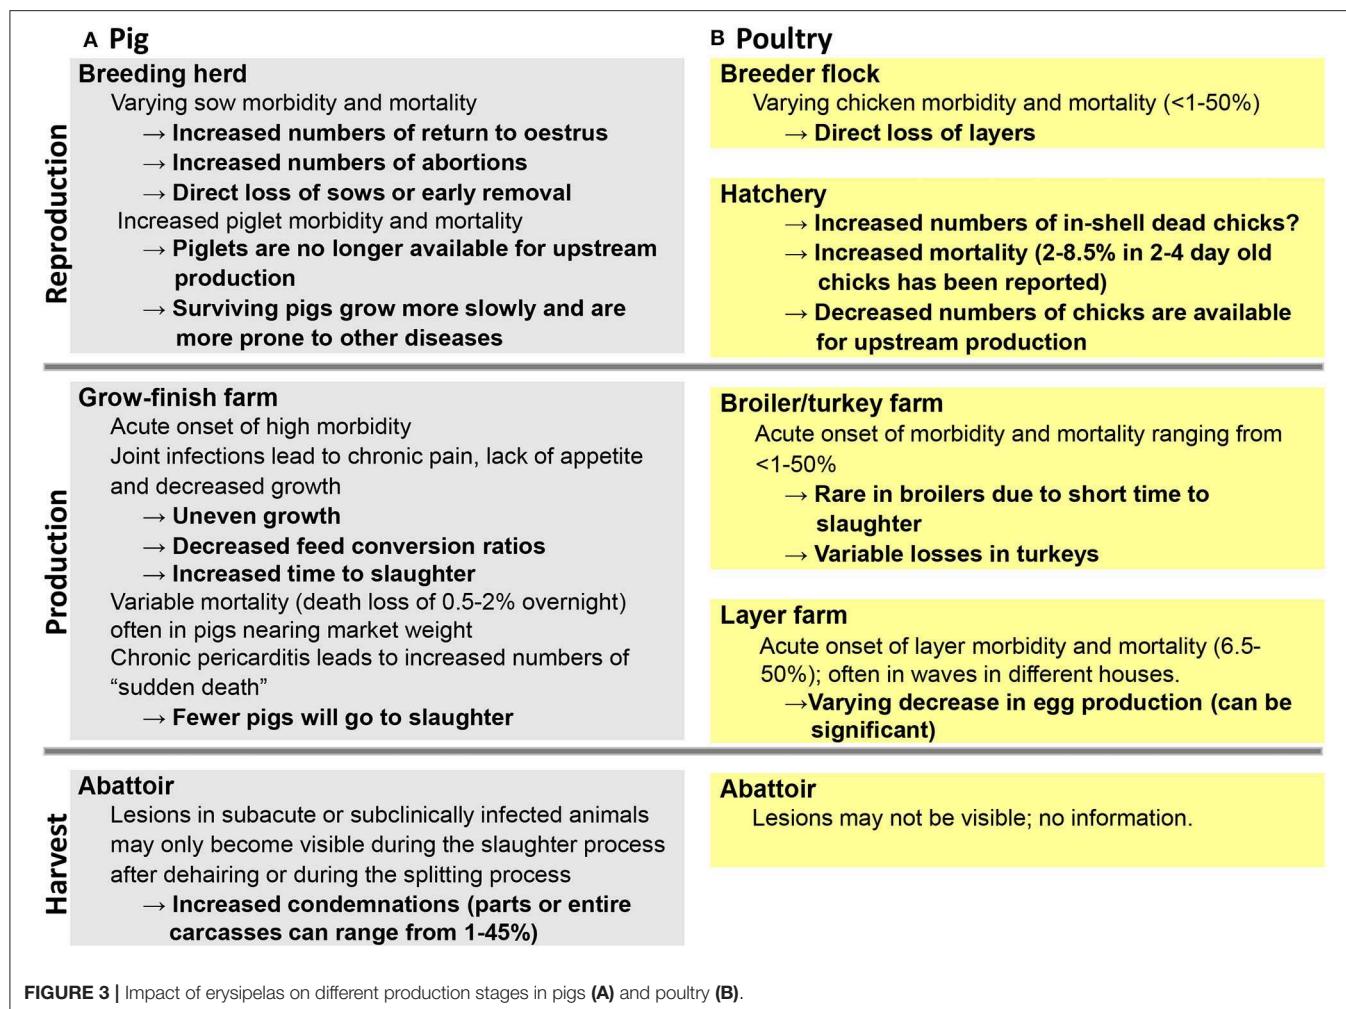 A Pig
Reproduction
Breeding herd
Varying sow morbidity and mortality
→ Increased numbers of return to oestrus
→ Increased numbers of abortions
→ Direct loss of sows or early removal
Increased piglet morbidity and mortality
→ Piglets are no longer available for upstream
production
→ Surviving pigs grow more slowly and are
more prone to other diseases
Production
Grow-finish farm
Acute onset of high morbidity
Joint infections lead to chronic pain, lack of appetite
and decreased growth
→ Uneven growth
→ Decreased feed conversion ratios
→ Increased time to slaughter
Variable mortality (death loss of 0.5-2% overnight)
often in pigs nearing market weight
Chronic pericarditis leads to increased numbers of
“sudden death”
→ Fewer pigs will go to slaughter
Harvest
Abattoir
Lesions in subacute or subclinically infected animals
may only become visible during the slaughter process
after dehairing or during the splitting process
→ Increased condemnations (parts or entire
carcasses can range from 1-45%)
B Poultry
Breeder flock
Varying chicken morbidity and mortality (<1-50%)
→ Direct loss of layers
Hatchery
→ Increased numbers of in-shell dead chicks?
→ Increased mortality (2-8.5% in 2-4 day old
chicks has been reported)
→ Decreased numbers of chicks are available
for upstream production
Broiler/turkey farm
Acute onset of morbidity and mortality ranging from
<1-50%
→ Rare in broilers due to short time to
slaughter
→ Variable losses in turkeys
Layer farm
Acute onset of layer morbidity and mortality (6.5-
50%); often in waves in different houses.
→Varying decrease in egg production (can be
significant)
Abattoir
Lesions may not be visible; no information.
FIGURE 3 | Impact of erysipelas on different production stages in pigs (A) and poultry (B).